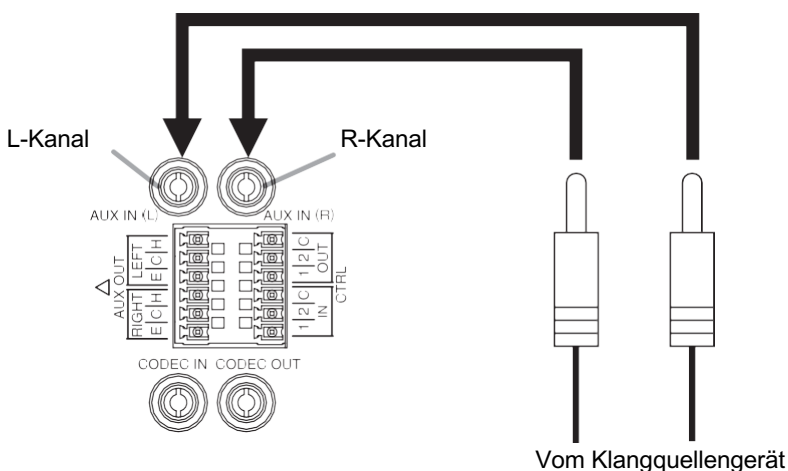 L-Kanal
R-Kanal
AUX IN (L)
AUX IN (R)
AUX OUT
LEFT
E C H
RIGHT
E C H
1 2 C
OUT
CTRL
1 2 C
IN
CODEC IN
CODEC OUT
Vom Klangquellengerät